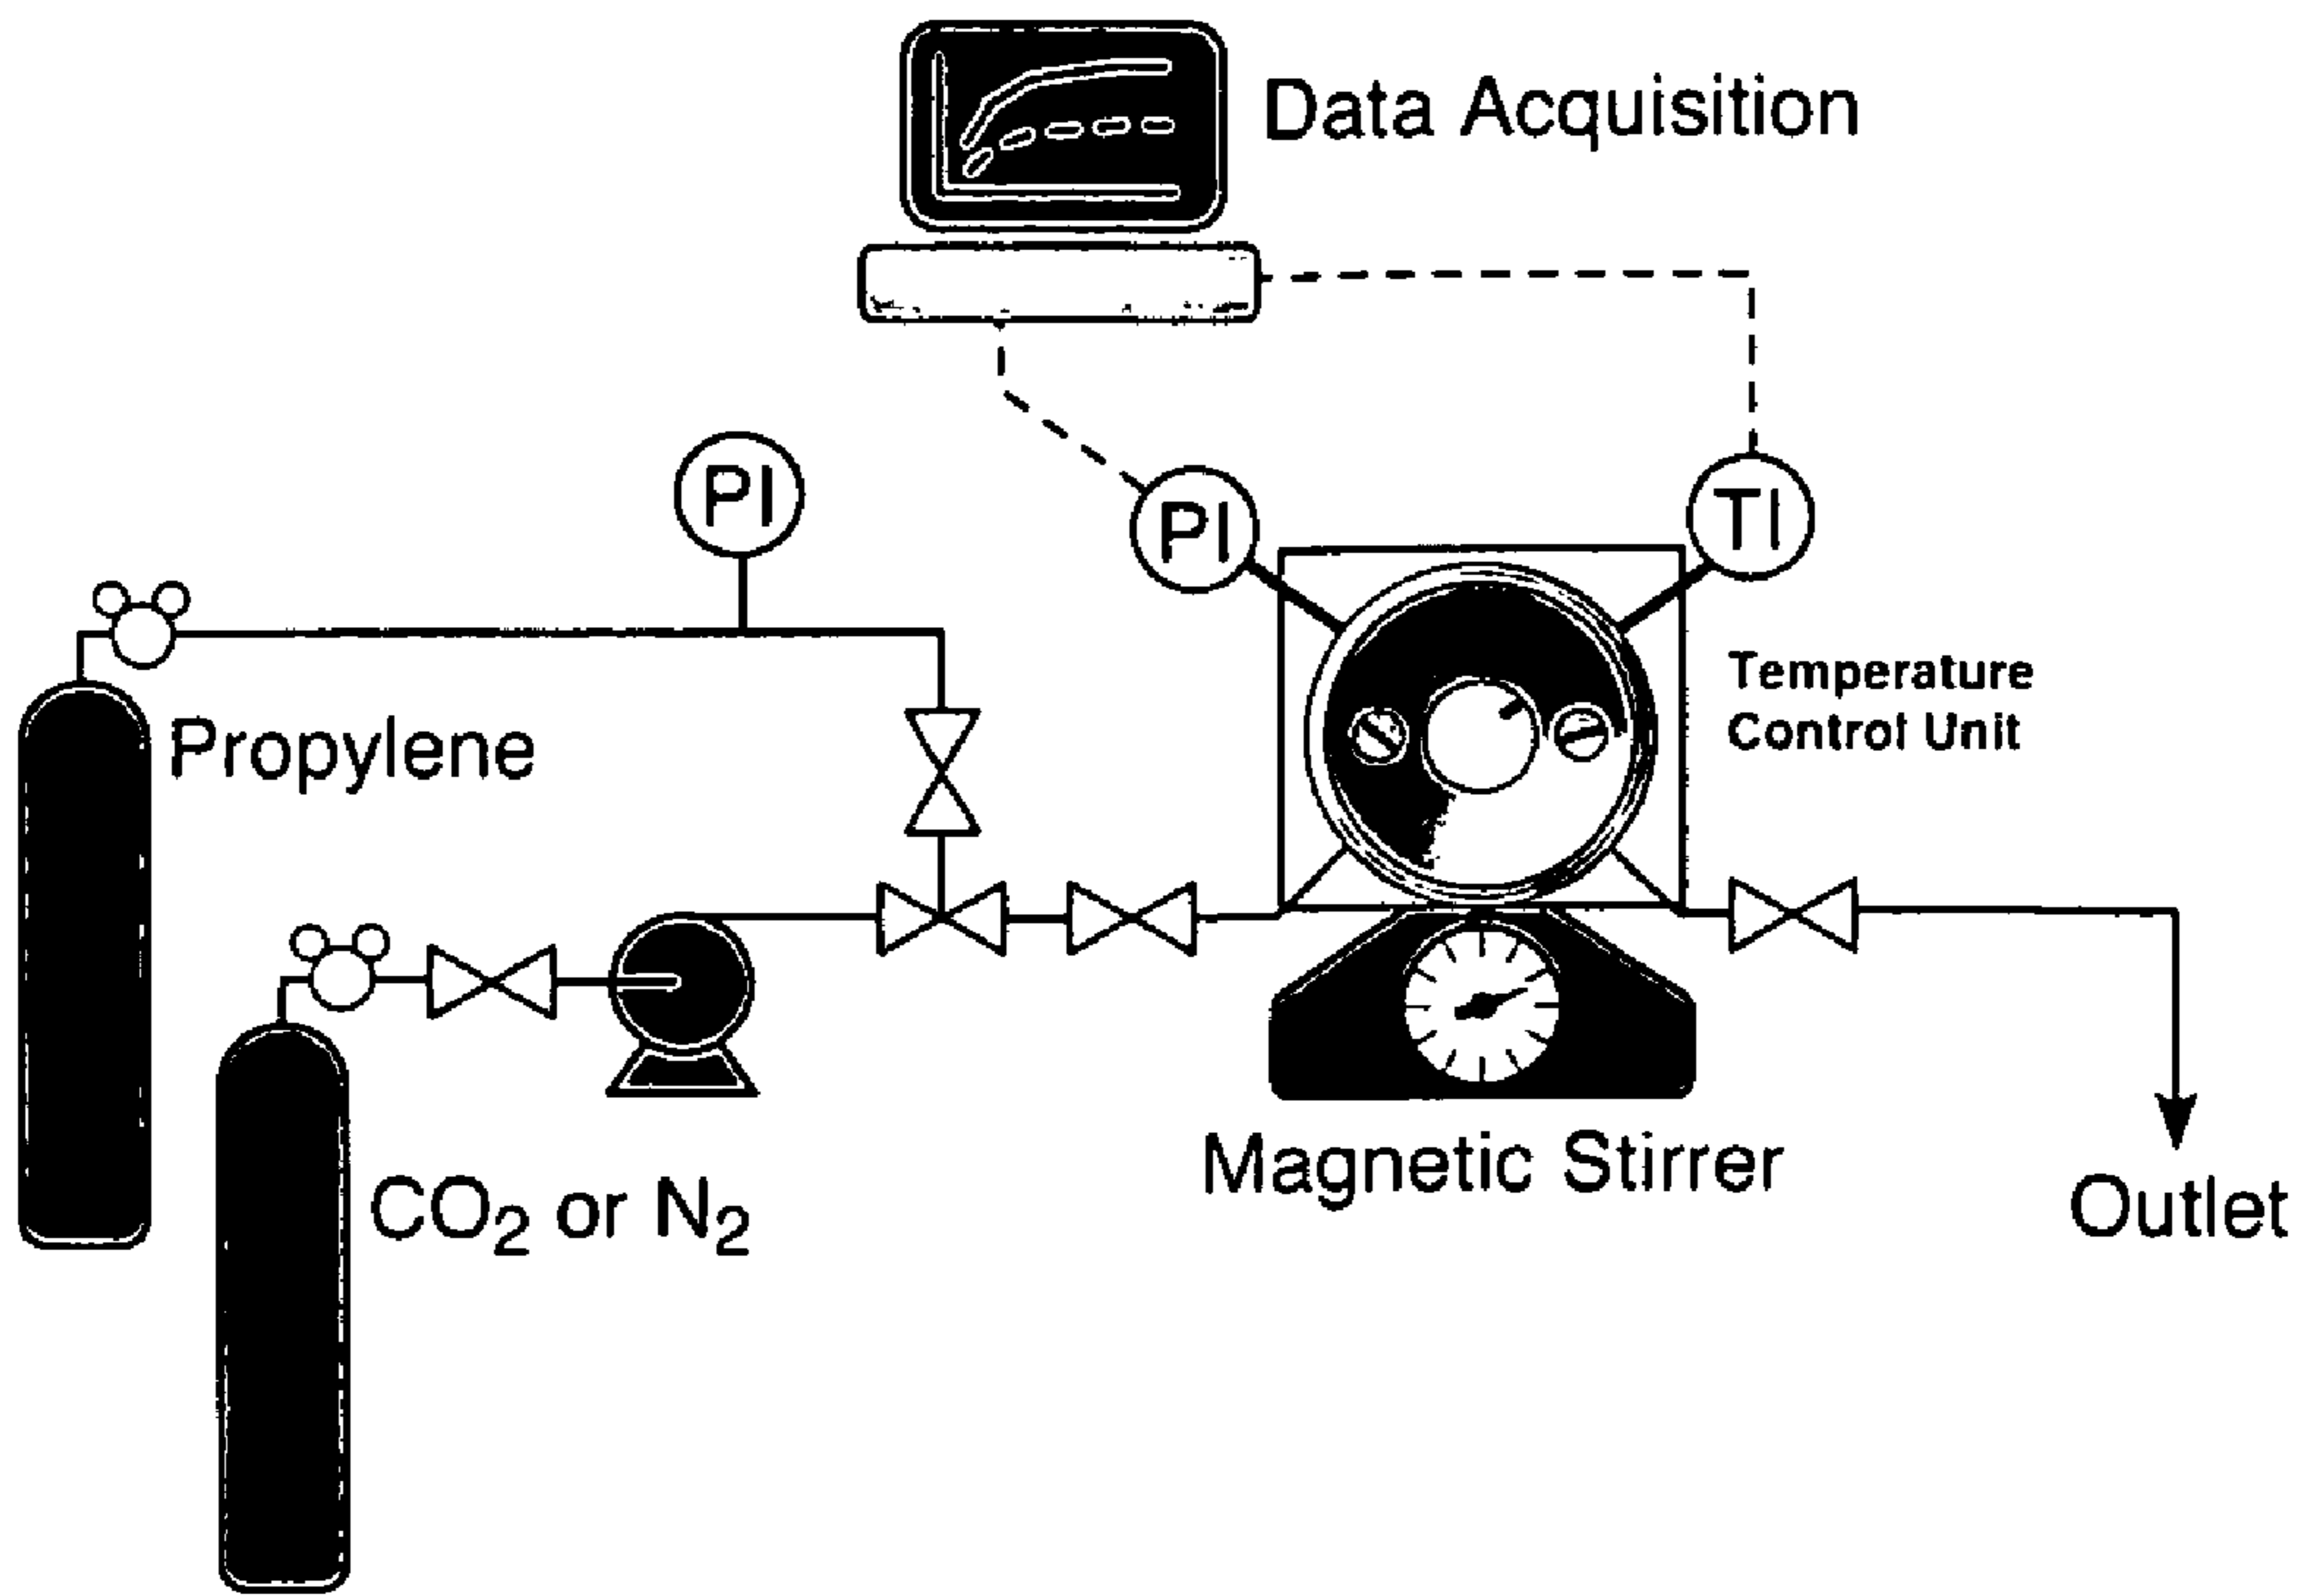 Data Acquisition
PI
PI
TI
Temperature
Control Unit
Propylene
Magnetic Stirrer
CO2 or N2
Outlet